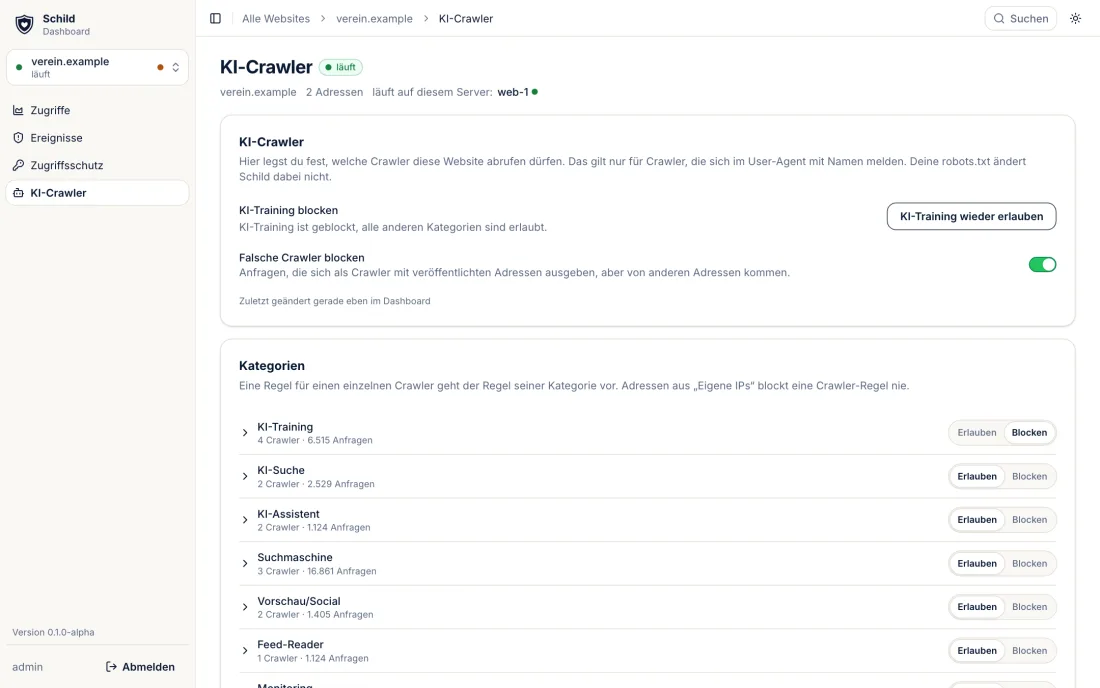 Schild
Dashboard
verein.example
läuft
Zugriffe
Ereignisse
Zugriffsschutz
KI-Crawler
Version 0.1.0-alpha
admin
Abmelden
Alle Websites > verein.example > KI-Crawler
Suchen
KI-Crawler läuft
verein.example 2 Adressen läuft auf diesem Server: web-1
KI-Crawler
Hier legst du fest, welche Crawler diese Website abrufen dürfen. Das gilt nur für Crawler, die sich im User-Agent mit Namen melden. Deine robots.txt ändert
Schild dabei nicht.
KI-Training blocken
KI-Training ist geblockt, alle anderen Kategorien sind erlaubt.
KI-Training wieder erlauben
Falsche Crawler blocken
Anfragen, die sich als Crawler mit veröffentlichten Adressen ausgeben, aber von anderen Adressen kommen.
Zuletzt geändert gerade eben im Dashboard
Kategorien
Eine Regel für einen einzelnen Crawler geht der Regel seiner Kategorie vor. Adressen aus „Eigene IPs“ blockt eine Crawler-Regel nie.
KI-Training
4 Crawler · 6.515 Anfragen
Erlauben Blocken
KI-Suche
2 Crawler · 2.529 Anfragen
Erlauben Blocken
KI-Assistent
2 Crawler · 1.124 Anfragen
Erlauben Blocken
Suchmaschine
3 Crawler · 16.861 Anfragen
Erlauben Blocken
Vorschau/Social
2 Crawler · 1.405 Anfragen
Erlauben Blocken
Feed-Reader
1 Crawler · 1.124 Anfragen
Erlauben Blocken
Monitoring